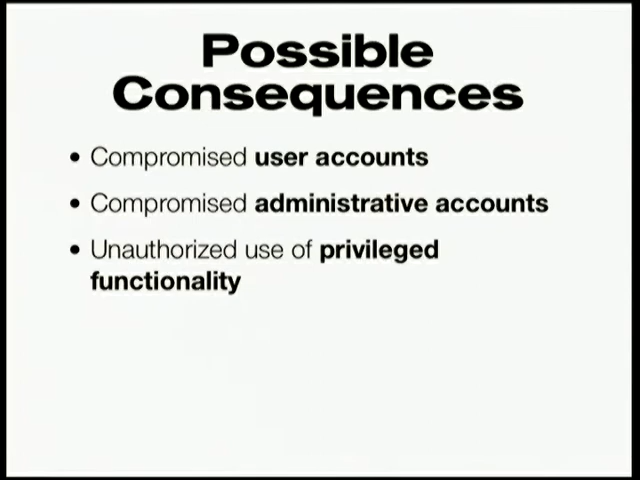 Possible
Consequences
• Compromised user accounts
• Compromised administrative accounts
• Unauthorized use of privileged
functionality